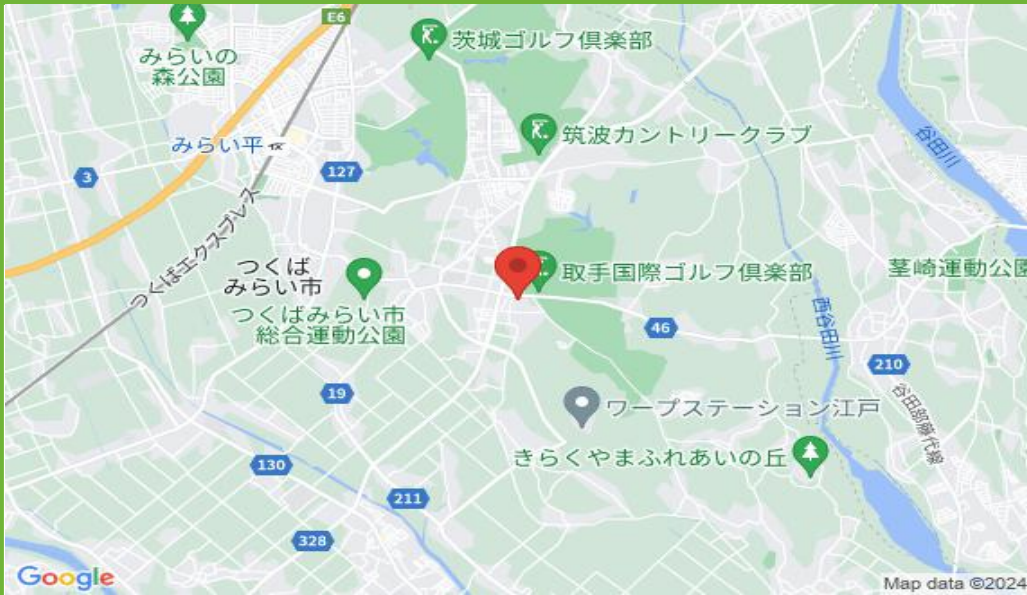 E6
みらいの
森公園
茨城ゴルフ倶楽部
筑波カントリークラブ
谷田川
みらい平
3
127
つくばエクスプレス
つくば
みらい市
取手国際ゴルフ倶楽部
茎崎運動公園
つくばみらい市
総合運動公園
46
西谷田川
210
19
ワープステーション江戸
谷田部藤代線
きらくやまふれあいの丘
130
211
328
Google
Map data ©2024